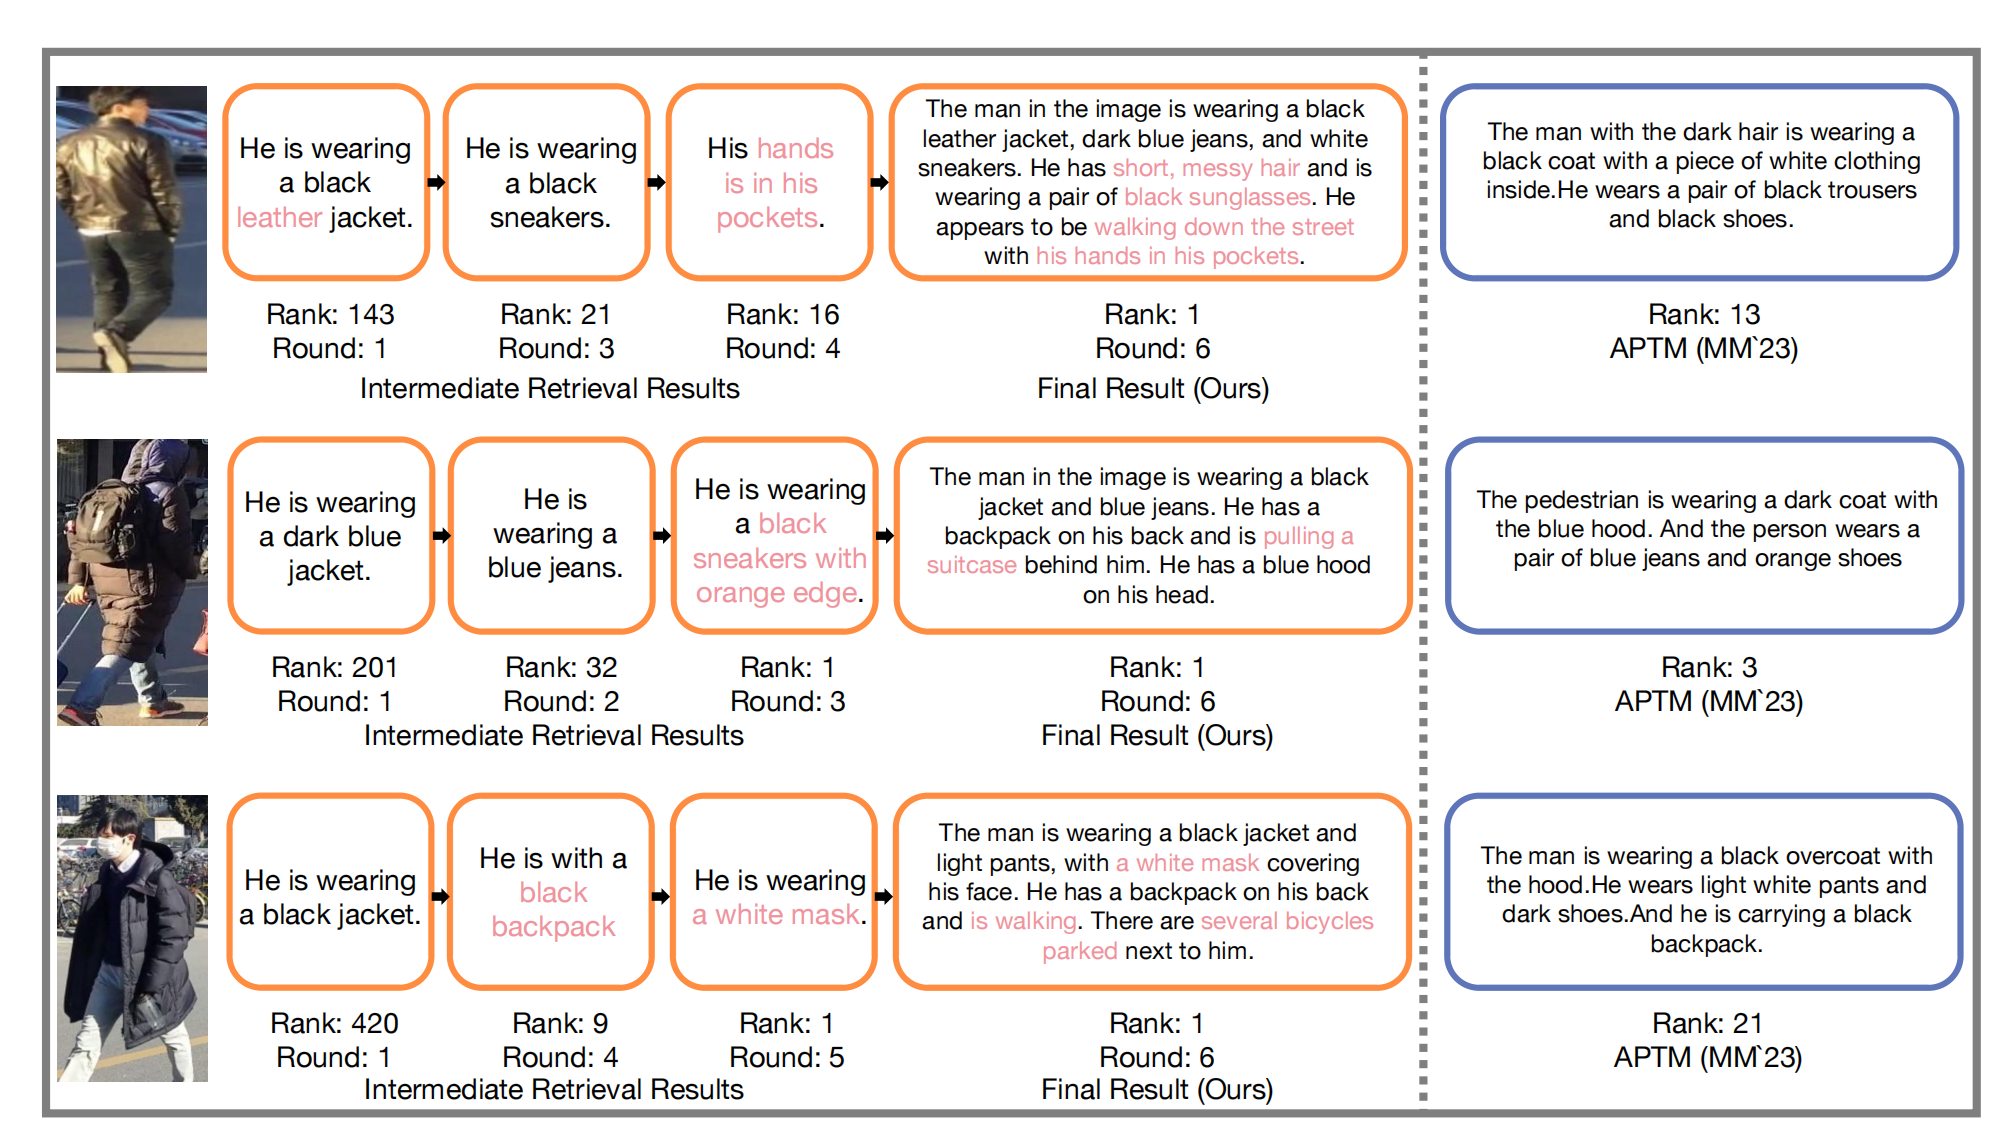 He is wearing
a black
leather jacket.
He is wearing
a black
sneakers.
His hands
is in his
pockets.
The man in the image is wearing a black
leather jacket, dark blue jeans, and white
sneakers. He has short, messy hair and is
wearing a pair of black sunglasses. He
appears to be walking down the street
with his hands in his pockets.
The man with the dark hair is wearing a
black coat with a piece of white clothing
inside.He wears a pair of black trousers
and black shoes.
Rank: 143
Round: 1
Rank: 21
Round: 3
Rank: 16
Round: 4
Rank: 1
Round: 6
Rank: 13
APTM (MM`23)
Intermediate Retrieval Results
Final Result (Ours)
He is wearing
a dark blue
jacket.
He is
wearing a
blue jeans.
He is wearing
a black
sneakers with
orange edge.
The man in the image is wearing a black
jacket and blue jeans. He has a
backpack on his back and is pulling a
suitcase behind him. He has a blue hood
on his head.
The pedestrian is wearing a dark coat with
the blue hood. And the person wears a
pair of blue jeans and orange shoes
Rank: 201
Round: 1
Rank: 32
Round: 2
Rank: 1
Round: 3
Rank: 1
Round: 6
Rank: 3
APTM (MM`23)
Intermediate Retrieval Results
Final Result (Ours)
He is wearing
a black jacket.
He is with a
black
backpack
He is wearing
a white mask.
The man is wearing a black jacket and
light pants, with a white mask covering
his face. He has a backpack on his back
and is walking. There are several bicycles
parked next to him.
The man is wearing a black overcoat with
the hood.He wears light white pants and
dark shoes.And he is carrying a black
backpack.
Rank: 420
Round: 1
Rank: 9
Round: 4
Rank: 1
Round: 5
Rank: 1
Round: 6
Rank: 21
APTM (MM`23)
Intermediate Retrieval Results
Final Result (Ours)